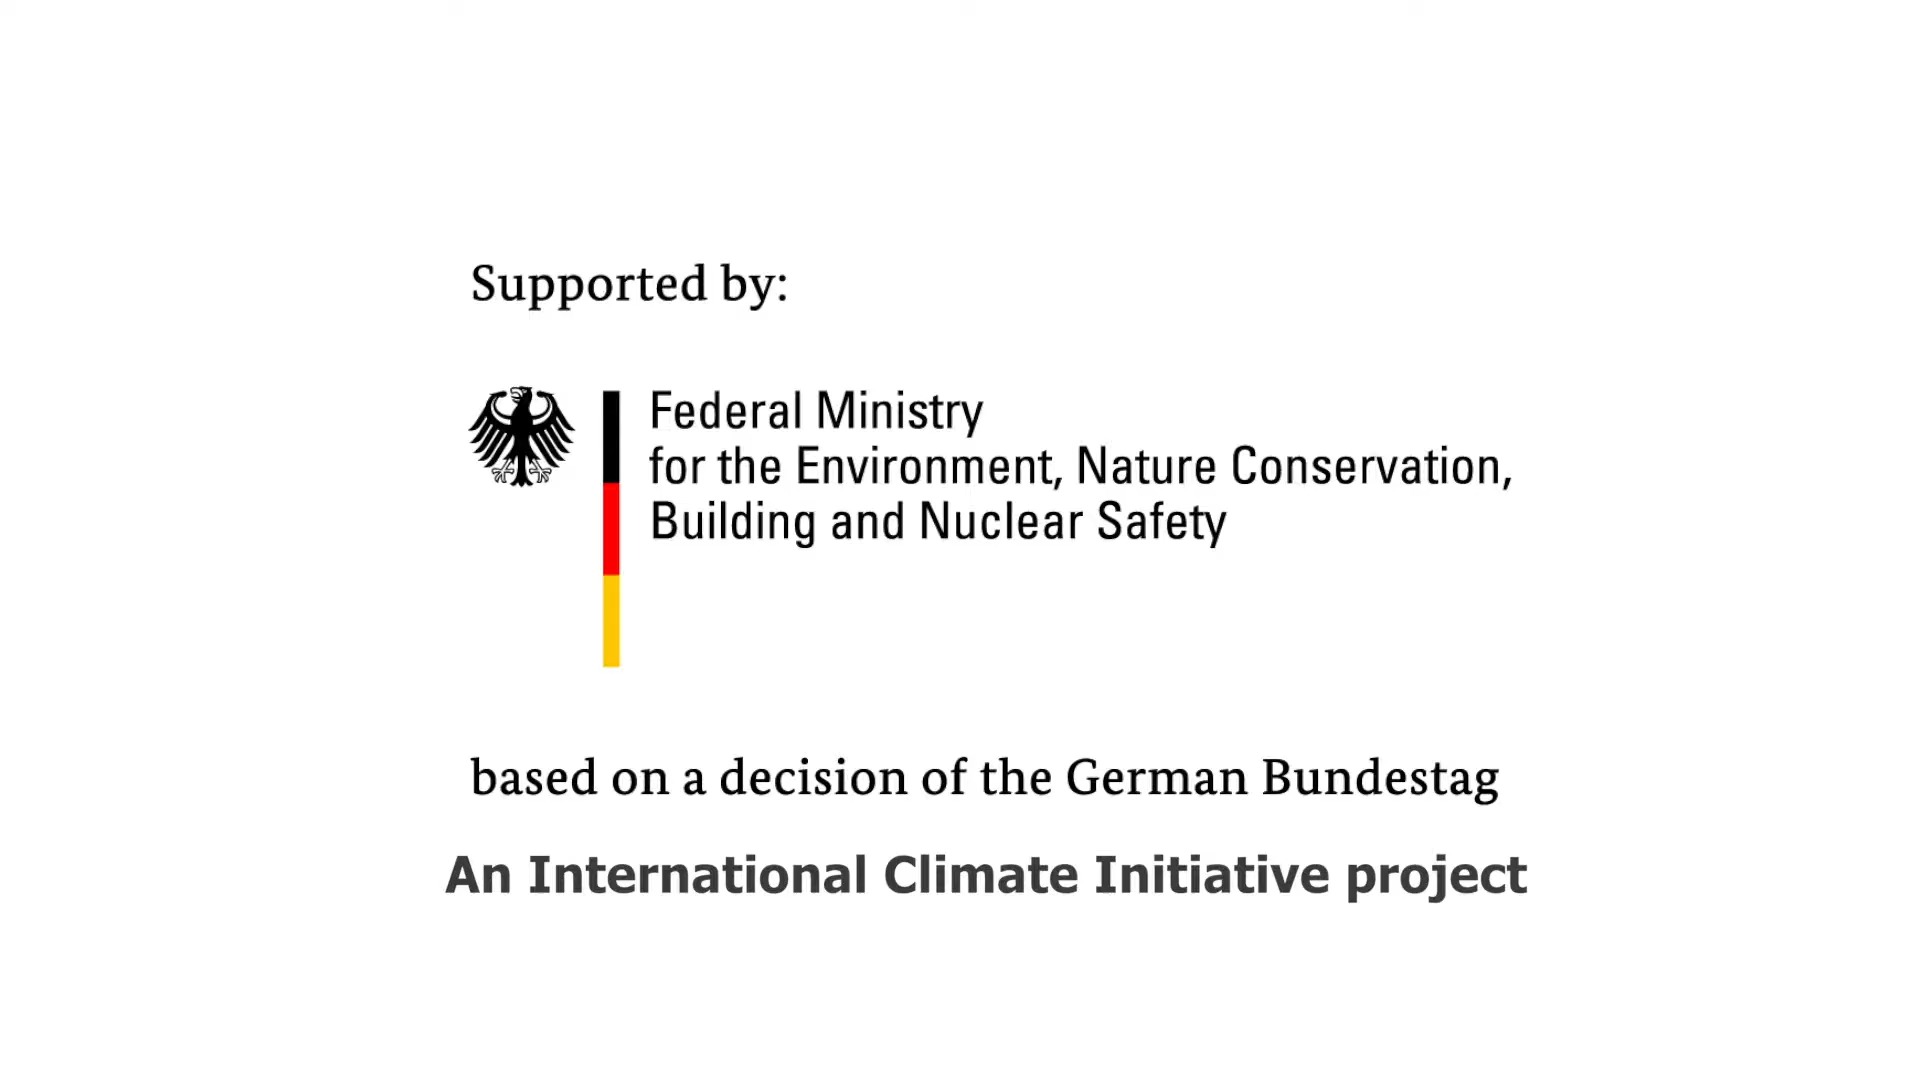 Supported by:
Federal Ministry
for the Environment, Nature Conservation,
Building and Nuclear Safety
based on a decision of the German Bundestag
An International Climate Initiative project